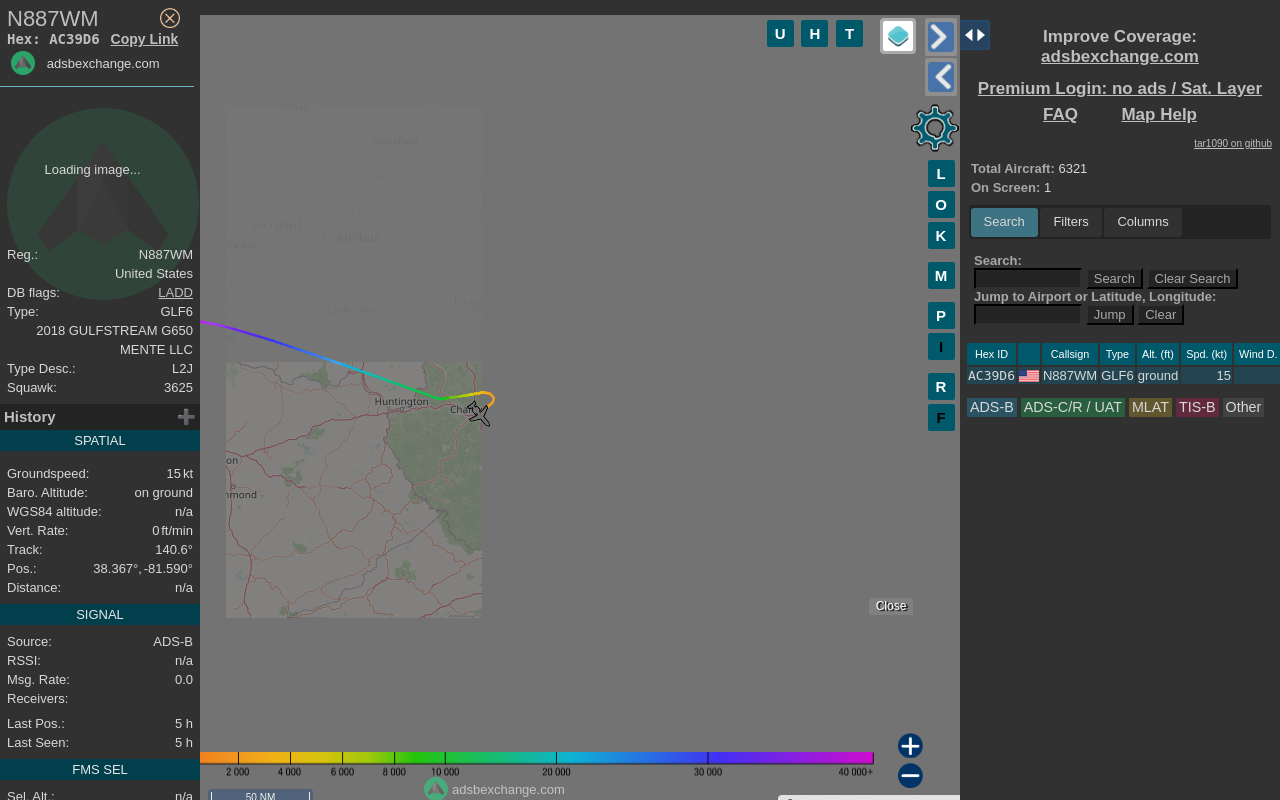 N887WM
Hex: AC39D6 Copy Link
adsbexchange.com
Loading image...
Reg.: N887WM
United States
DB flags: LADD
Type: GLF6
2018 GULFSTREAM G650
MENTE LLC
Type Desc.: L2J
Squawk: 3625
History
SPATIAL
Groundspeed: 15 kt
Baro. Altitude: on ground
WGS84 altitude: n/a
Vert. Rate: 0 ft/min
Track: 140.6°
Pos.: 38.367°, -81.590°
Distance: n/a
SIGNAL
Source: ADS-B
RSSI: n/a
Msg. Rate: 0.0
Receivers:
Last Pos.: 5 h
Last Seen: 5 h
FMS SEL
Sel. Alt.: n/a
U H T
Mansfield
Springfield
Columbus
Dayton
Huntington
Char
on
hmond
L
O
K
M
P
I
R
F
Close
2 000 4 000 6 000 8 000 10 000 20 000 30 000 40 000+
adsbexchange.com
50 NM
Improve Coverage:
adsbexchange.com
Premium Login: no ads / Sat. Layer
FAQ Map Help
tar1090 on github
Total Aircraft: 6321
On Screen: 1
Search Filters Columns
Search:
Search Clear Search
Jump to Airport or Latitude, Longitude:
Jump Clear
Hex ID Callsign Type Alt. (ft) Spd. (kt) Wind D.
AC39D6 N887WM GLF6 ground 15
ADS-B ADS-C/R / UAT MLAT TIS-B Other